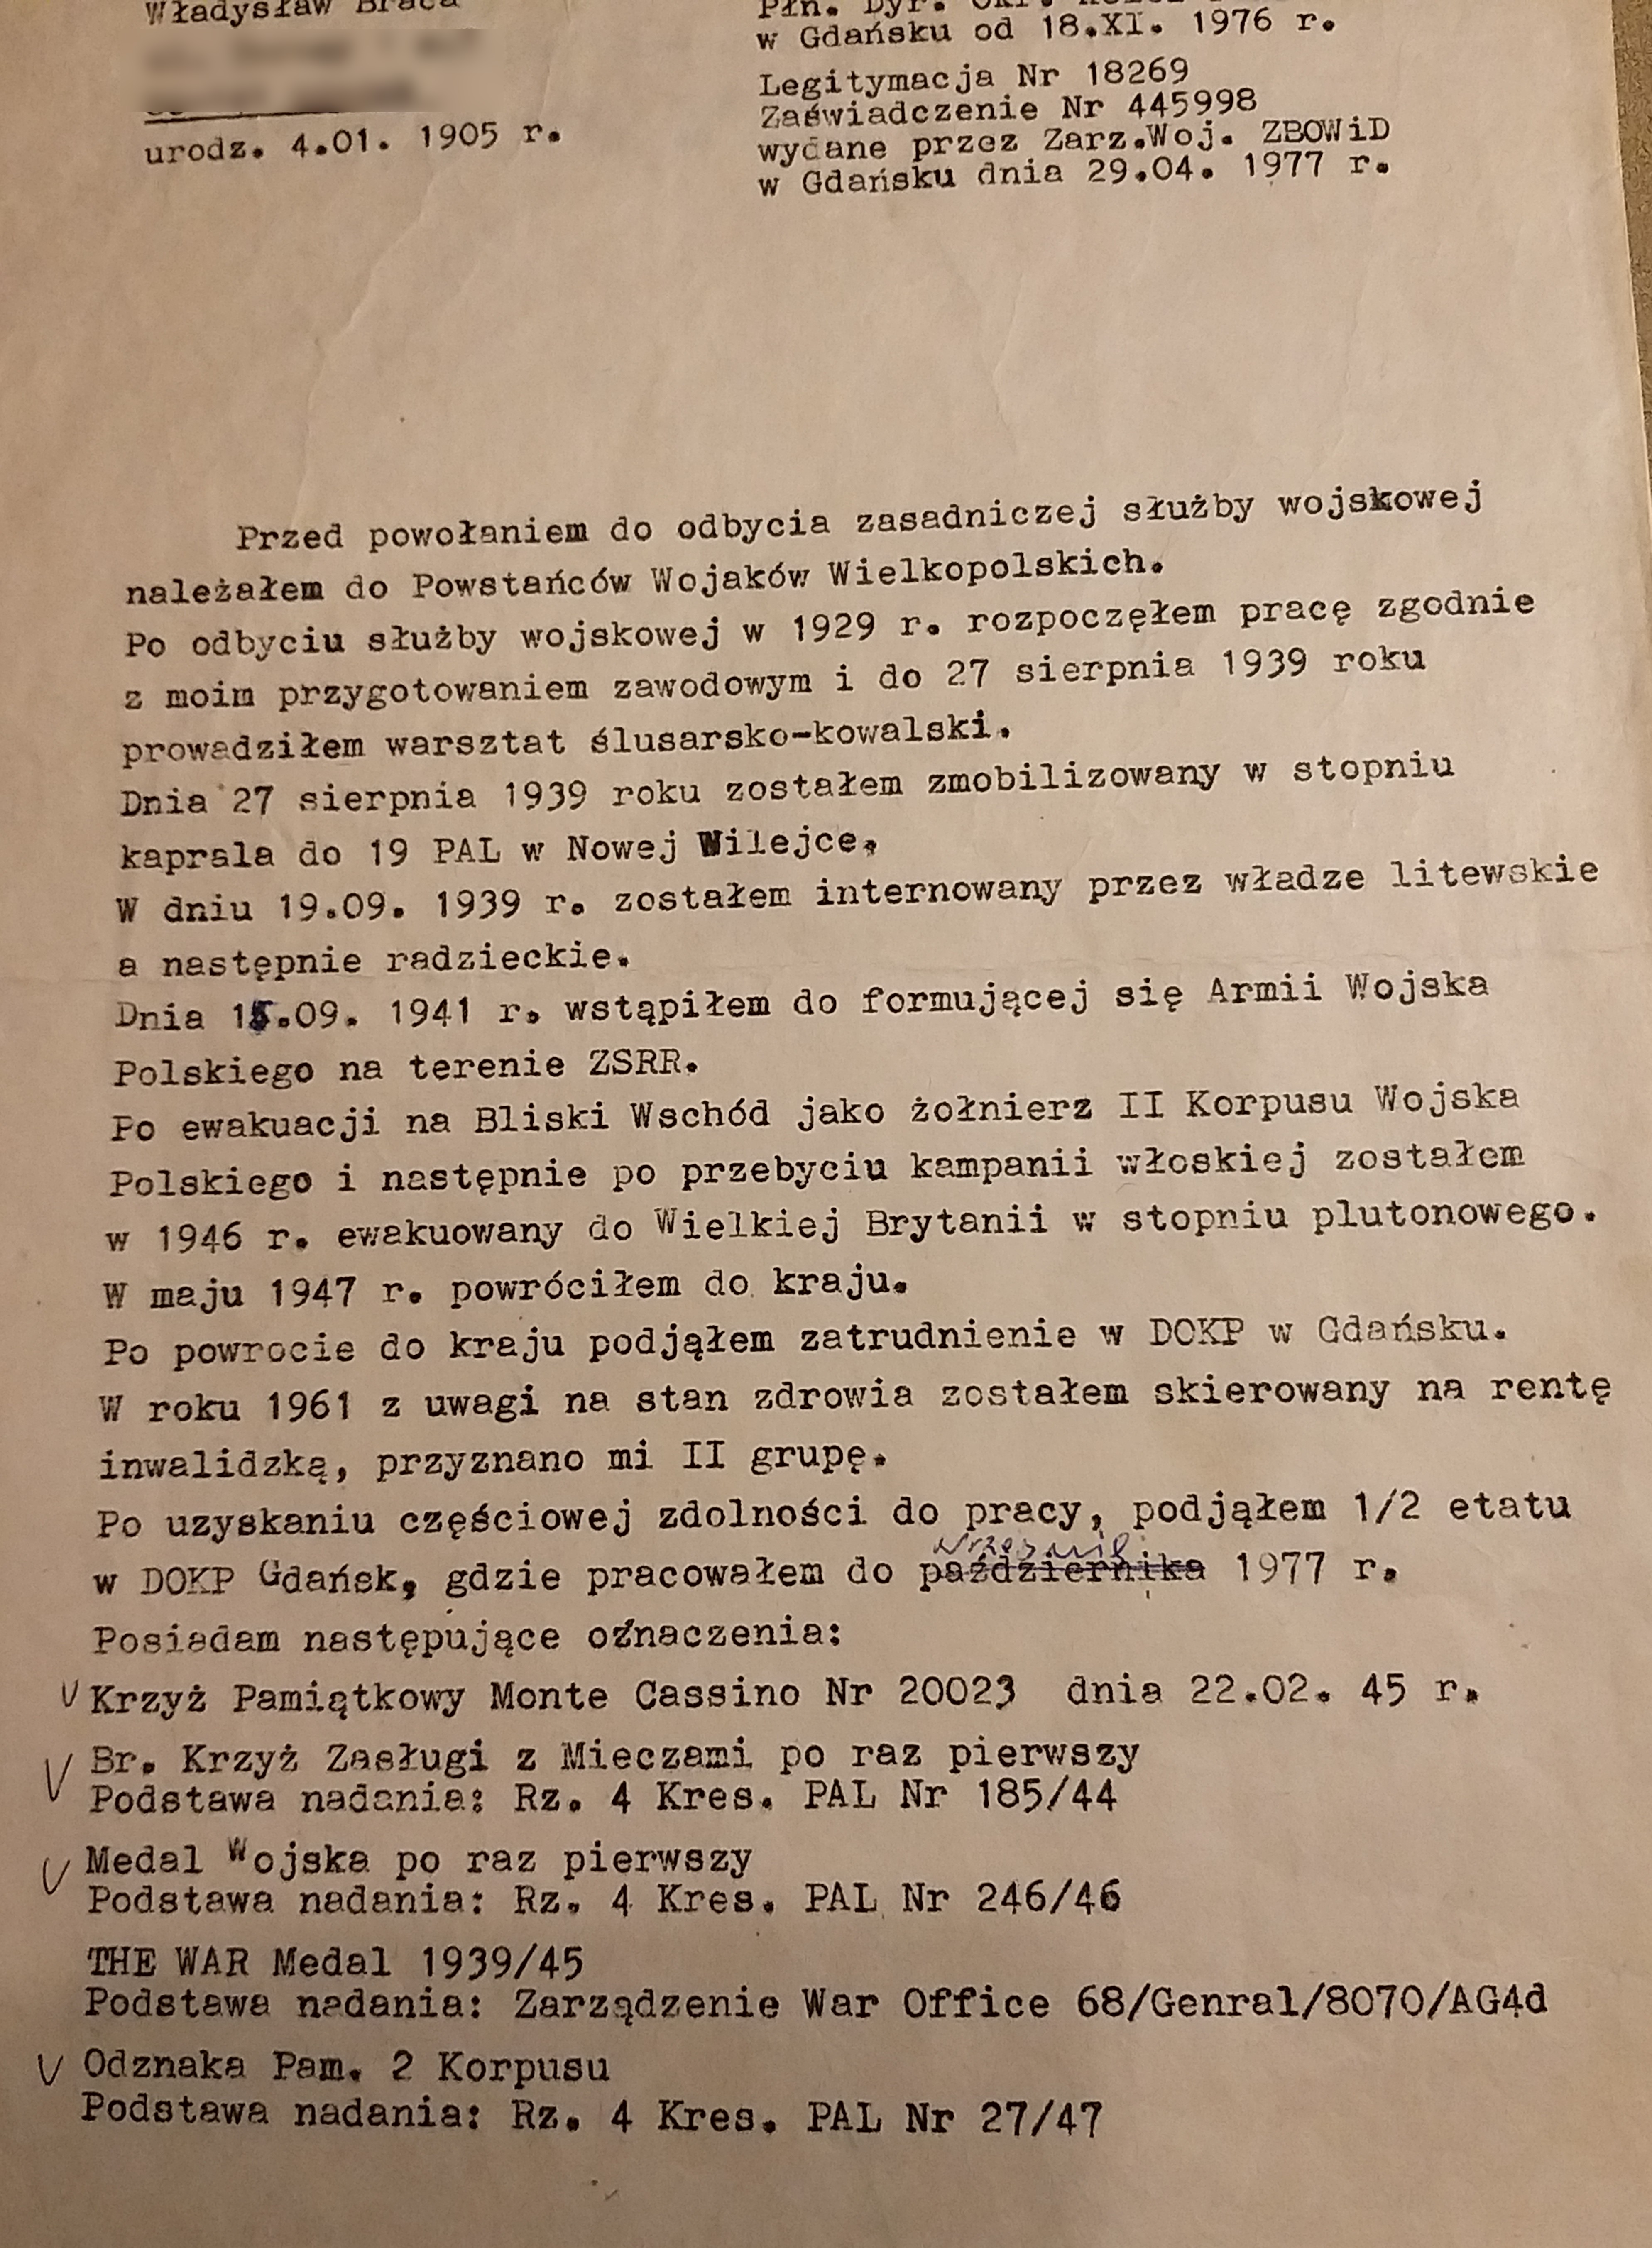 Władysław
w Gdańsku od 18.XI. 1976 r.
Legitymacja Nr 18269
Zaświadczenie Nr 445998
urodz. 4.01. 1905 r.
wydane przez Zarz.Woj. ZBOWiD
w Gdańsku dnia 29.04. 1977 r.
Przed powołaniem do odbycia zasadniczej służby wojskowej
należałem do Powstańców Wojaków Wielkopolskich.
Po odbyciu służby wojskowej w 1929 r. rozpoczęłem pracę zgodnie
z moim przygotowaniem zawodowym i do 27 sierpnia 1939 roku
prowadziłem warsztat ślusarsko-kowalski.
Dnia 27 sierpnia 1939 roku zostałem zmobilizowany w stopniu
kaprala do 19 PAL w Nowej Wilejce.
W dniu 19.09. 1939 r. zostałem internowany przez władze litewskie
a następnie radzieckie.
Dnia 15.09. 1941 r. wstąpiłem do formującej się Armii Wojska
Polskiego na terenie ZSRR.
Po ewakuacji na Bliski Wschód jako żołnierz II Korpusu Wojska
Polskiego i następnie po przebyciu kampanii włoskiej zostałem
w 1946 r. ewakuowany do Wielkiej Brytanii w stopniu plutonowego.
W maju 1947 r. powróciłem do kraju.
Po powrocie do kraju podjąłem zatrudnienie w DOKP w Gdańsku.
W roku 1961 z uwagi na stan zdrowia zostałem skierowany na rentę
inwalidzką, przyznano mi II grupę.
Po uzyskaniu częściowej zdolności do pracy, podjąłem 1/2 etatu
w DOKP Gdańsk, gdzie pracowałem do października 1977 r.
Posiadam następujące oźnaczenia:
Krzyż Pamiątkowy Monte Cassino Nr 20023 dnia 22.02. 45 r.
Br. Krzyż Zasługi z Mieczami po raz pierwszy
Podstawa nadania: Rz. 4 Kres. PAL Nr 185/44
Medal Wojska po raz pierwszy
Podstawa nadania: Rz. 4 Kres. PAL Nr 246/46
THE WAR Medal 1939/45
Podstawa nadania: Zarządzenie War Office 68/Genral/8070/AG4d
Odznaka Pam. 2 Korpusu
Podstawa nadania: Rz. 4 Kres. PAL Nr 27/47